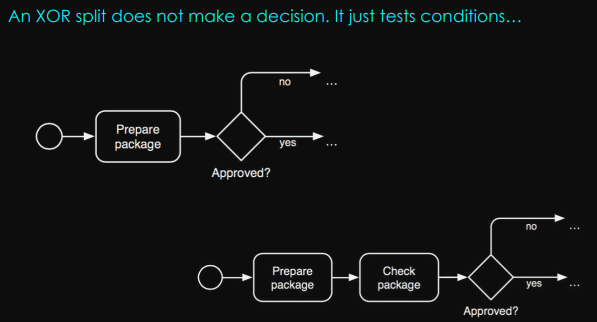 An XOR split does not make a decision. It just tests conditions…
no
...
Prepare
package
yes
...
Approved?
no
...
Prepare
package
Check
package
yes
...
Approved?